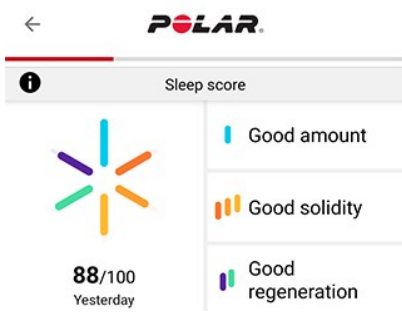 POLAR.
Sleep score
Good amount
Good solidity
Good
regeneration
88/100
Yesterday